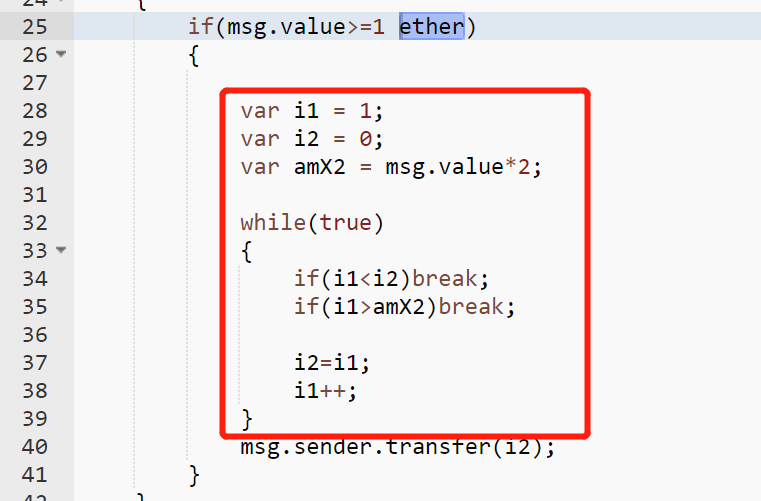 24 {
25 if(msg.value>=1 ether)
26 {
27
28 var i1 = 1;
29 var i2 = 0;
30 var amX2 = msg.value*2;
31
32 while(true)
33 {
34 if(i1<i2)break;
35 if(i1>amX2)break;
36
37 i2=i1;
38 i1++;
39 }
40 msg.sender.transfer(i2);
41 }
42 }